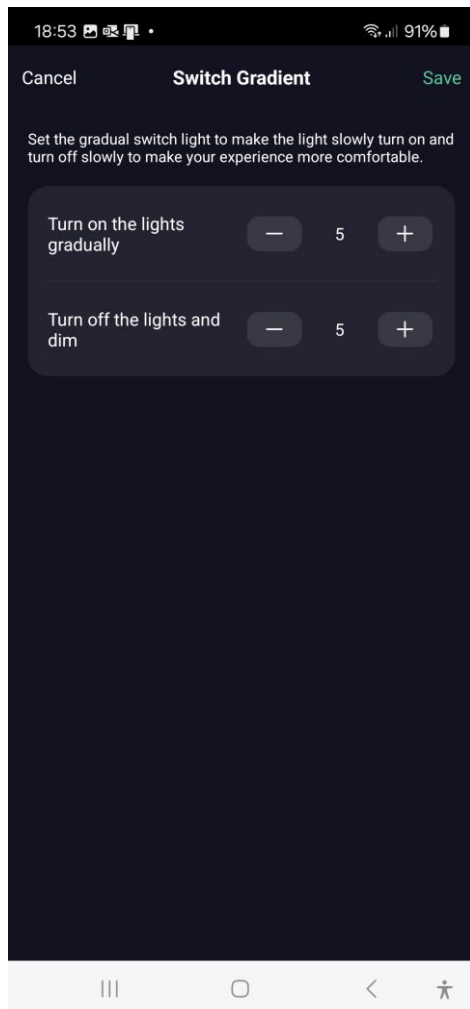 18:53 91%
Cancel Switch Gradient Save
Set the gradual switch light to make the light slowly turn on and
turn off slowly to make your experience more comfortable.
Turn on the lights
gradually
5
Turn off the lights and
dim
5